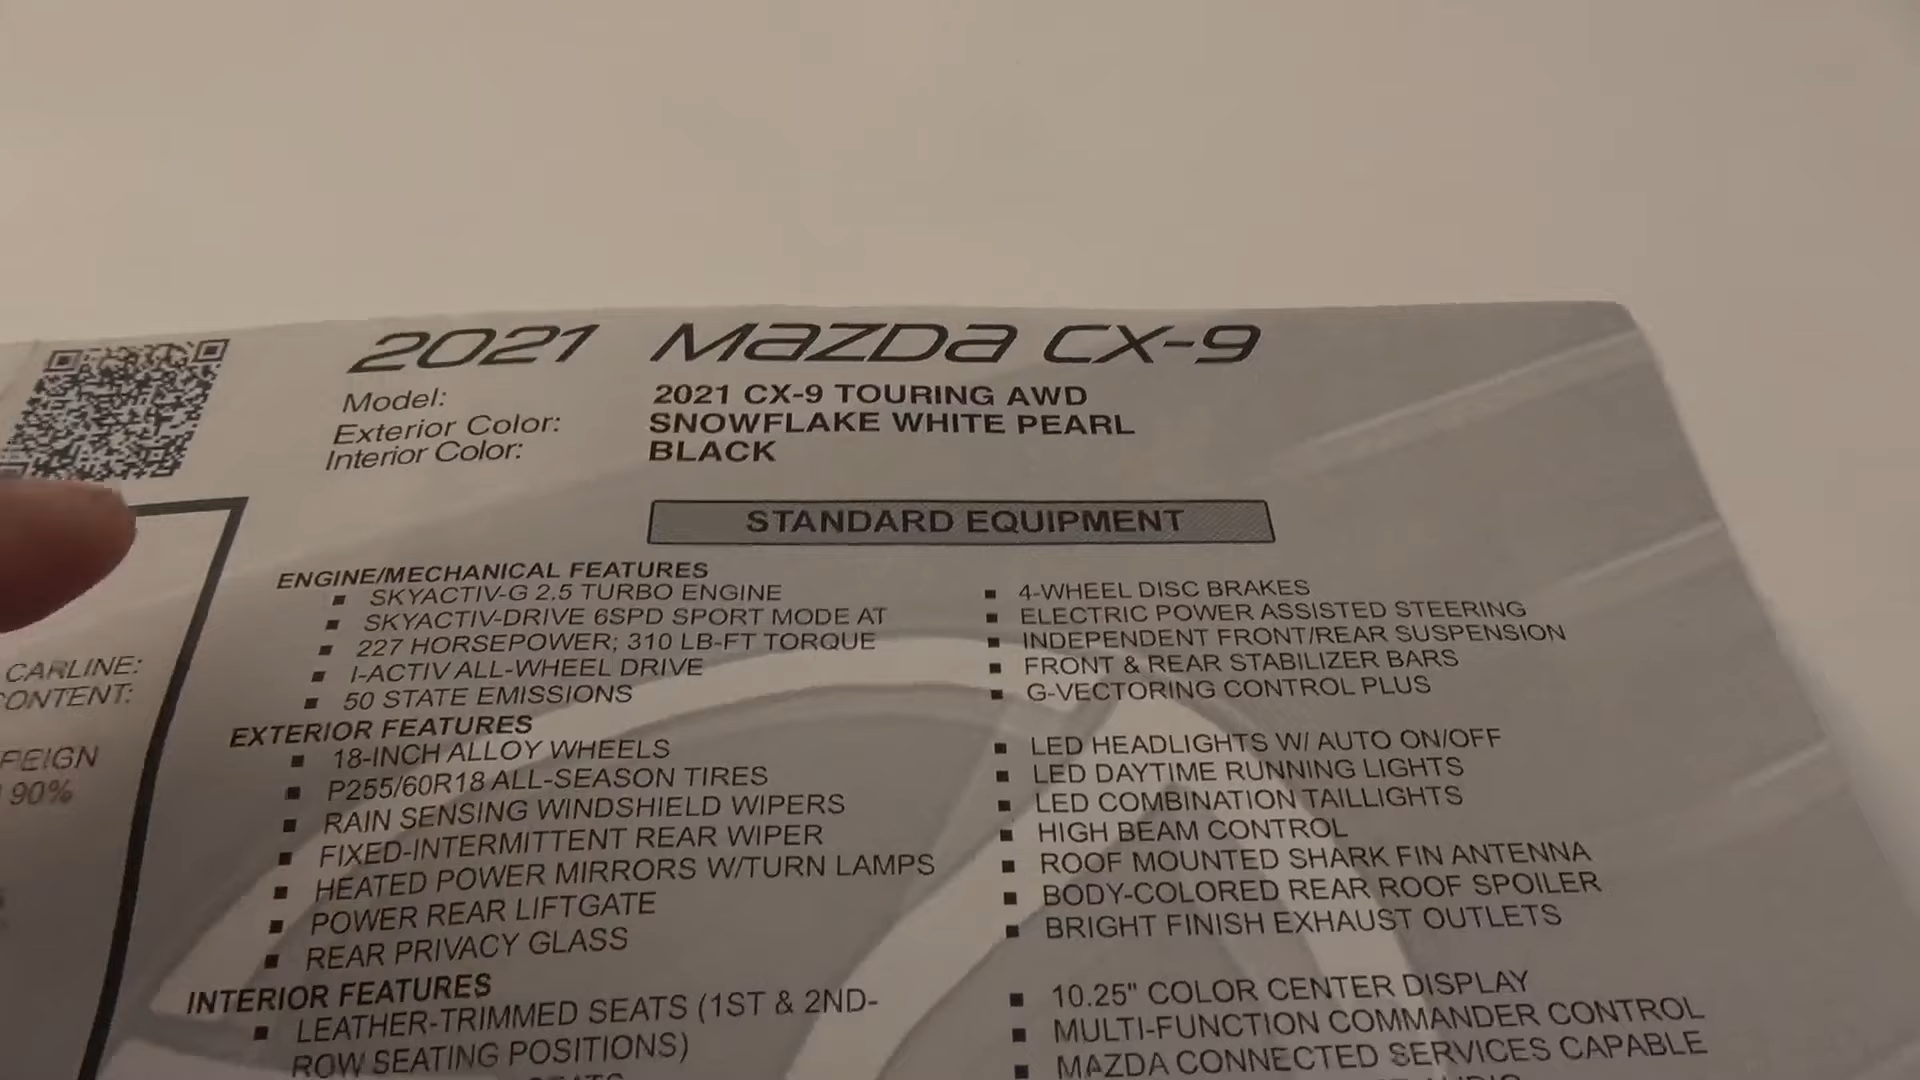 2021 MAZDA CX-9
Model: 2021 CX-9 TOURING AWD
Exterior Color: SNOWFLAKE WHITE PEARL
Interior Color: BLACK
STANDARD EQUIPMENT
ENGINE/MECHANICAL FEATURES
SKYACTIV-G 2.5 TURBO ENGINE
SKYACTIV-DRIVE 6SPD SPORT MODE AT
227 HORSEPOWER; 310 LB-FT TORQUE
I-ACTIV ALL-WHEEL DRIVE
50 STATE EMISSIONS
4-WHEEL DISC BRAKES
ELECTRIC POWER ASSISTED STEERING
INDEPENDENT FRONT/REAR SUSPENSION
FRONT & REAR STABILIZER BARS
G-VECTORING CONTROL PLUS
EXTERIOR FEATURES
18-INCH ALLOY WHEELS
P255/60R18 ALL-SEASON TIRES
RAIN SENSING WINDSHIELD WIPERS
FIXED-INTERMITTENT REAR WIPER
HEATED POWER MIRRORS W/TURN LAMPS
POWER REAR LIFTGATE
REAR PRIVACY GLASS
LED HEADLIGHTS W/ AUTO ON/OFF
LED DAYTIME RUNNING LIGHTS
LED COMBINATION TAILLIGHTS
HIGH BEAM CONTROL
ROOF MOUNTED SHARK FIN ANTENNA
BODY-COLORED REAR ROOF SPOILER
BRIGHT FINISH EXHAUST OUTLETS
INTERIOR FEATURES
LEATHER-TRIMMED SEATS (1ST & 2ND-
ROW SEATING POSITIONS)
10.25" COLOR CENTER DISPLAY
MULTI-FUNCTION COMMANDER CONTROL
MAZDA CONNECTED SERVICES CAPABLE
CARLINE:
CONTENT:
90%